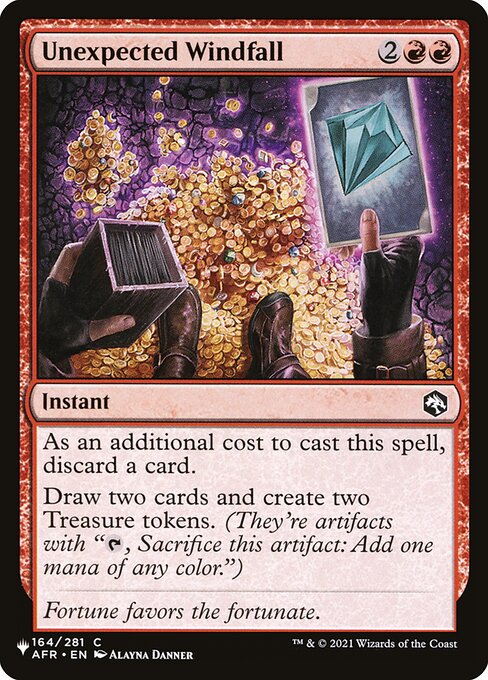 Unexpected Windfall 2
Instant
As an additional cost to cast this spell,
discard a card.
Draw two cards and create two
Treasure tokens. (They’re artifacts
with “, Sacrifice this artifact: Add one
mana of any color.”)
Fortune favors the fortunate.
164/281 C
AFR • EN Alayna Danner
™ & © 2021 Wizards of the Coast